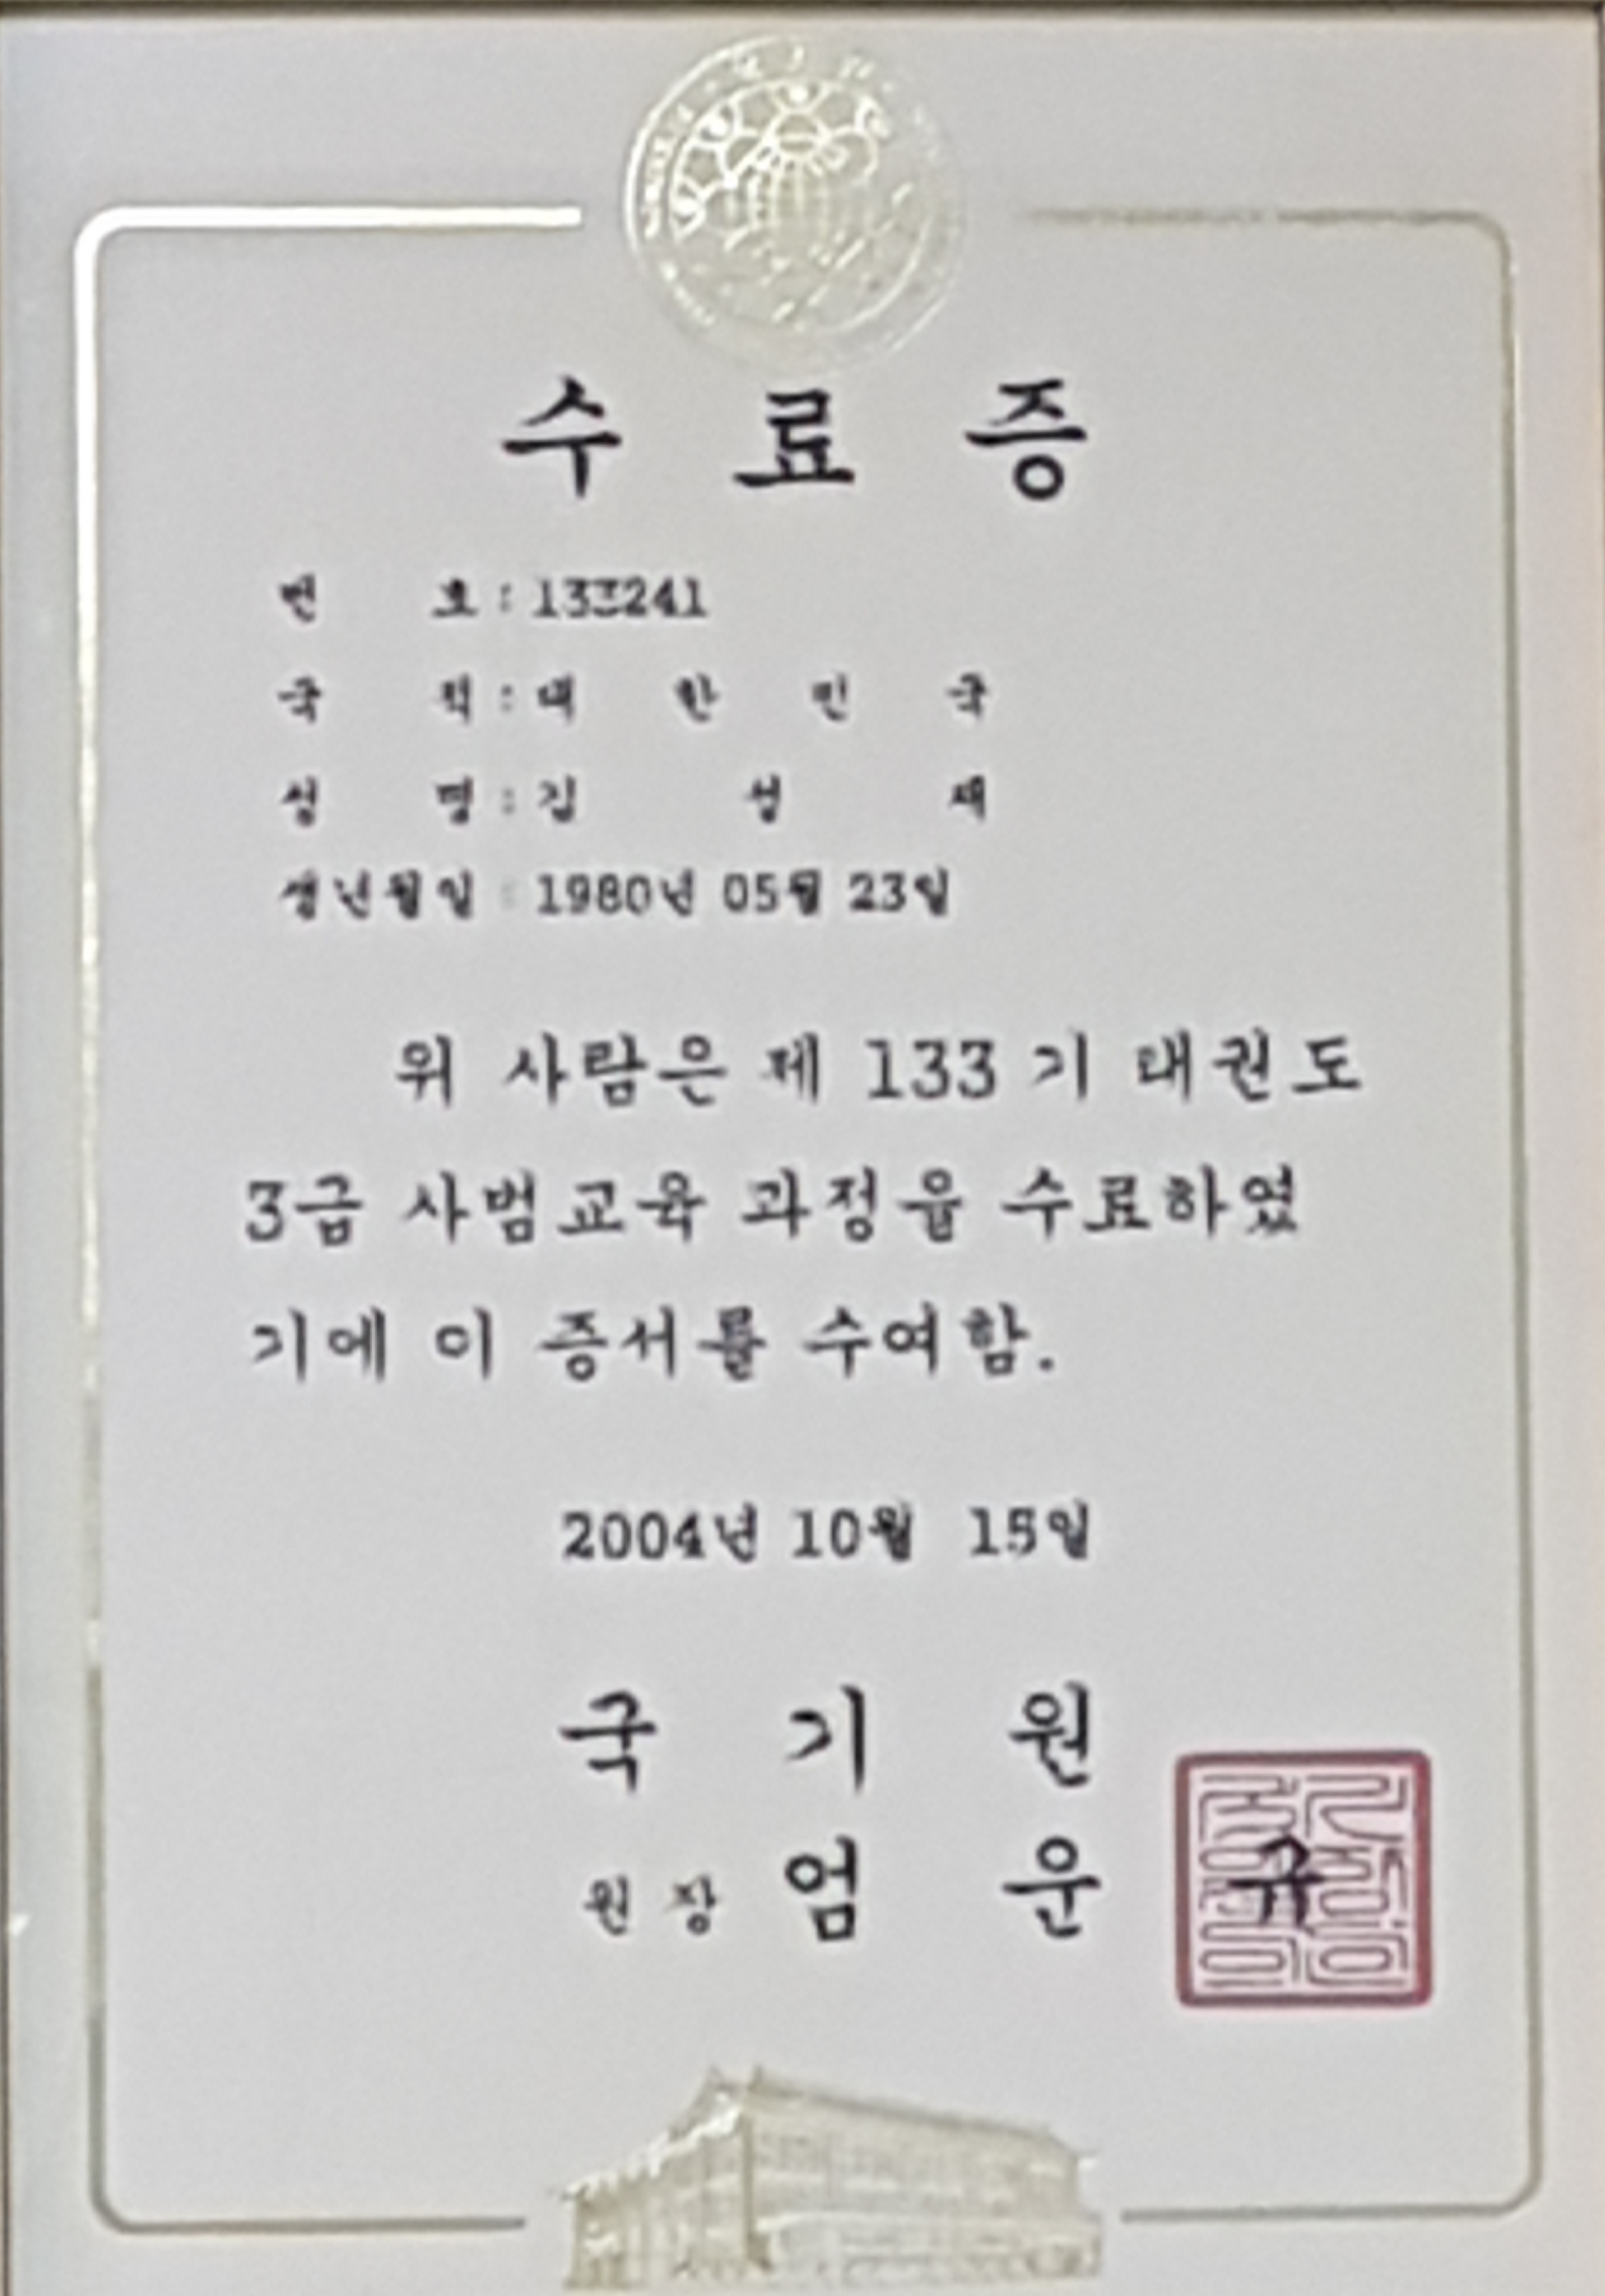 수 료 증
번 호 : 133241
국 적 : 대 한 민 국
성 명 : 김 성 재
생년월일 : 1980년 05월 23일
위 사람은 제 133 기 태권도
3급 사범교육 과정을 수료하였
기에 이 증서를 수여함.
2004년 10월 15일
국 기 원
원 장 엄 운 규